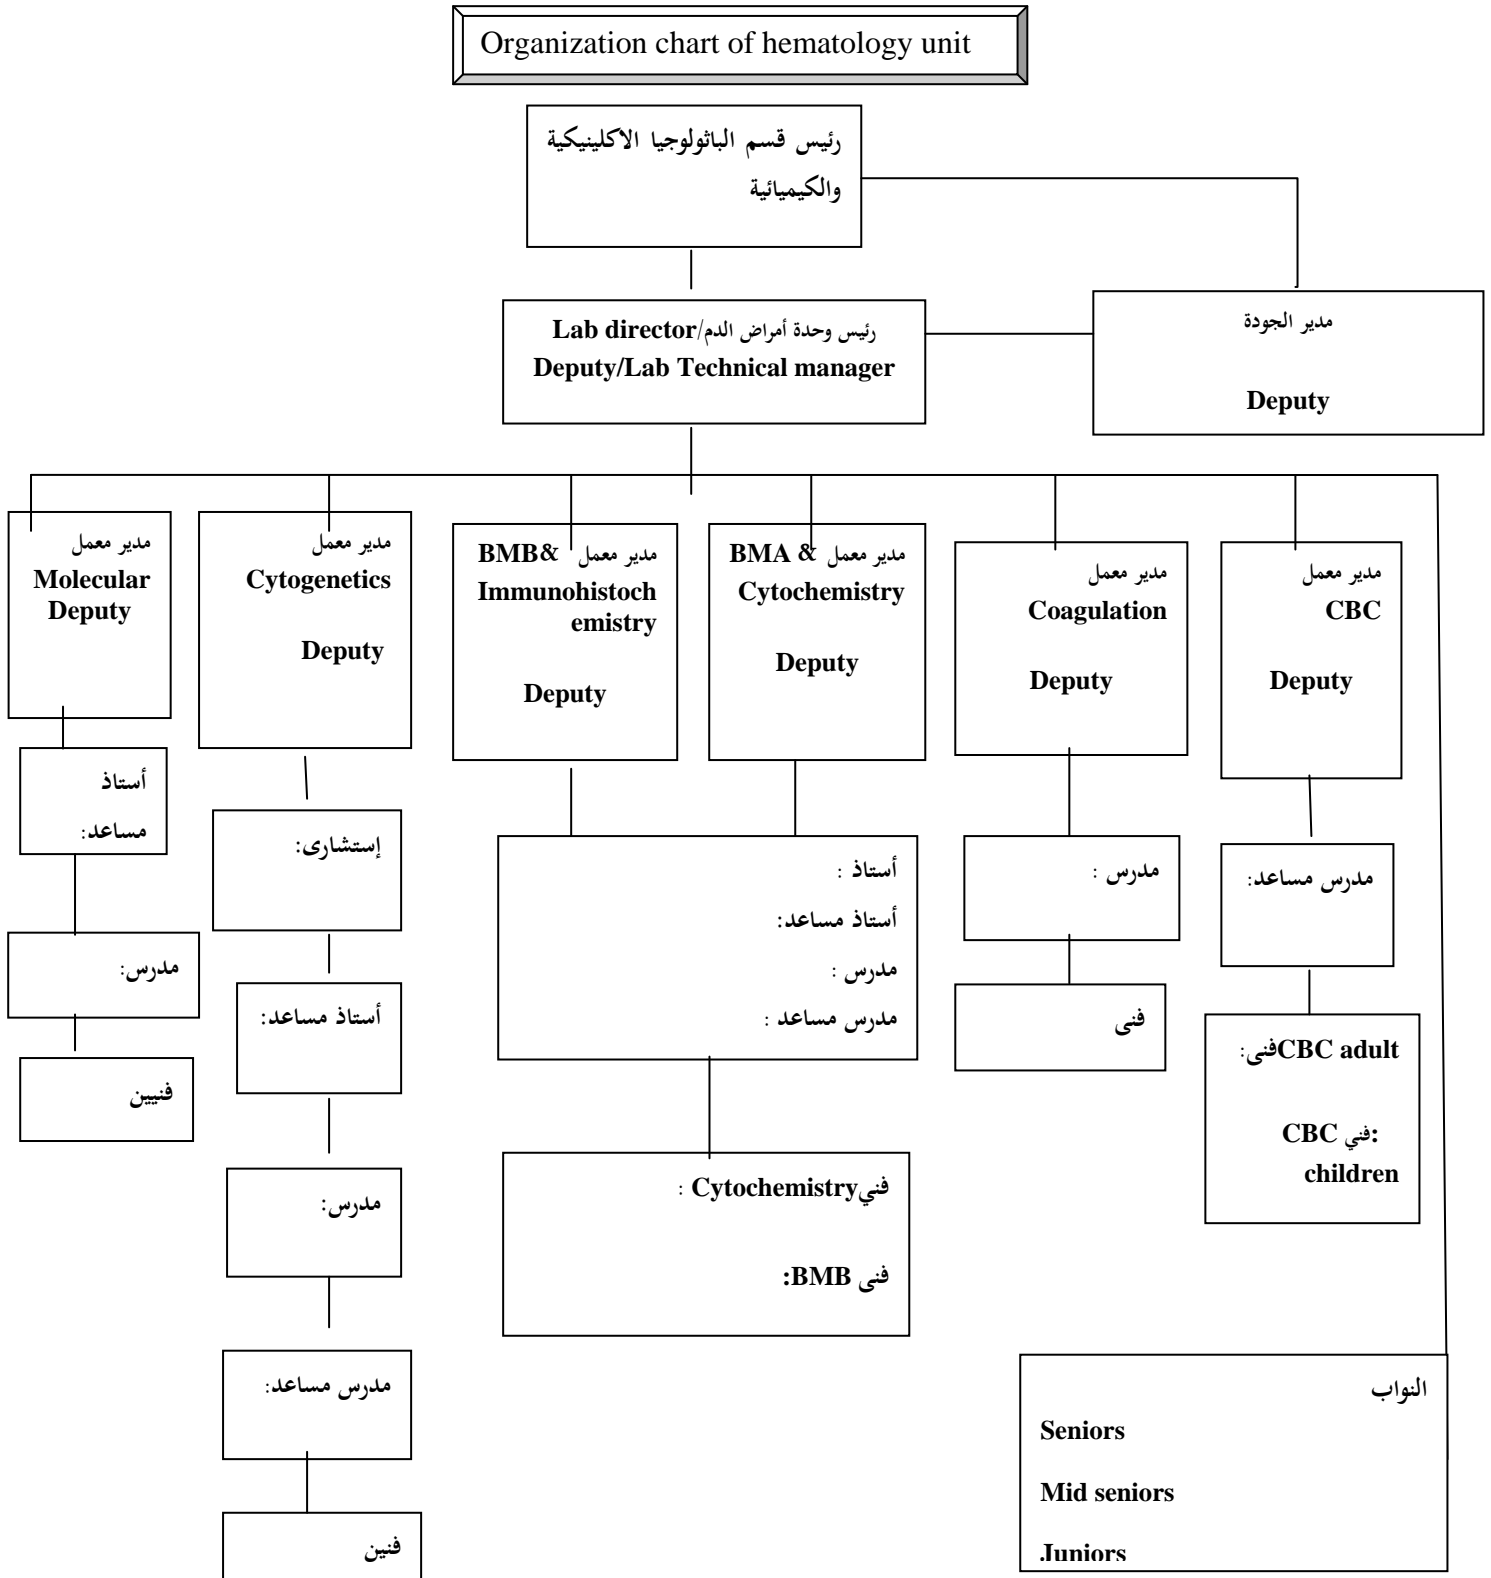 Organization chart of hematology unit
رئيس قسم الباثولوجيا الاكلينيكية
والكيميائية
رئيس وحدة أمراض الدم/Lab director
Deputy/Lab Technical manager
مدير الجودة
Deputy
مدير معمل
Molecular
Deputy
مدير معمل
Cytogenetics
Deputy
مدير معمل BMB&
Immunohistoch
emistry
Deputy
مدير معمل BMA &
Cytochemistry
Deputy
مدير معمل
Coagulation
Deputy
مدير معمل
CBC
Deputy
أستاذ
مساعد:
مدرس:
فنيين
إستشارى:
أستاذ مساعد:
مدرس:
مدرس مساعد:
فنين
أستاذ :
أستاذ مساعد:
مدرس :
مدرس مساعد :
فني Cytochemistry :
فنى BMB:
مدرس :
فنى
مدرس مساعد:
CBC adult فنى:
فني CBC:
children
النواب
Seniors
Mid seniors
Juniors